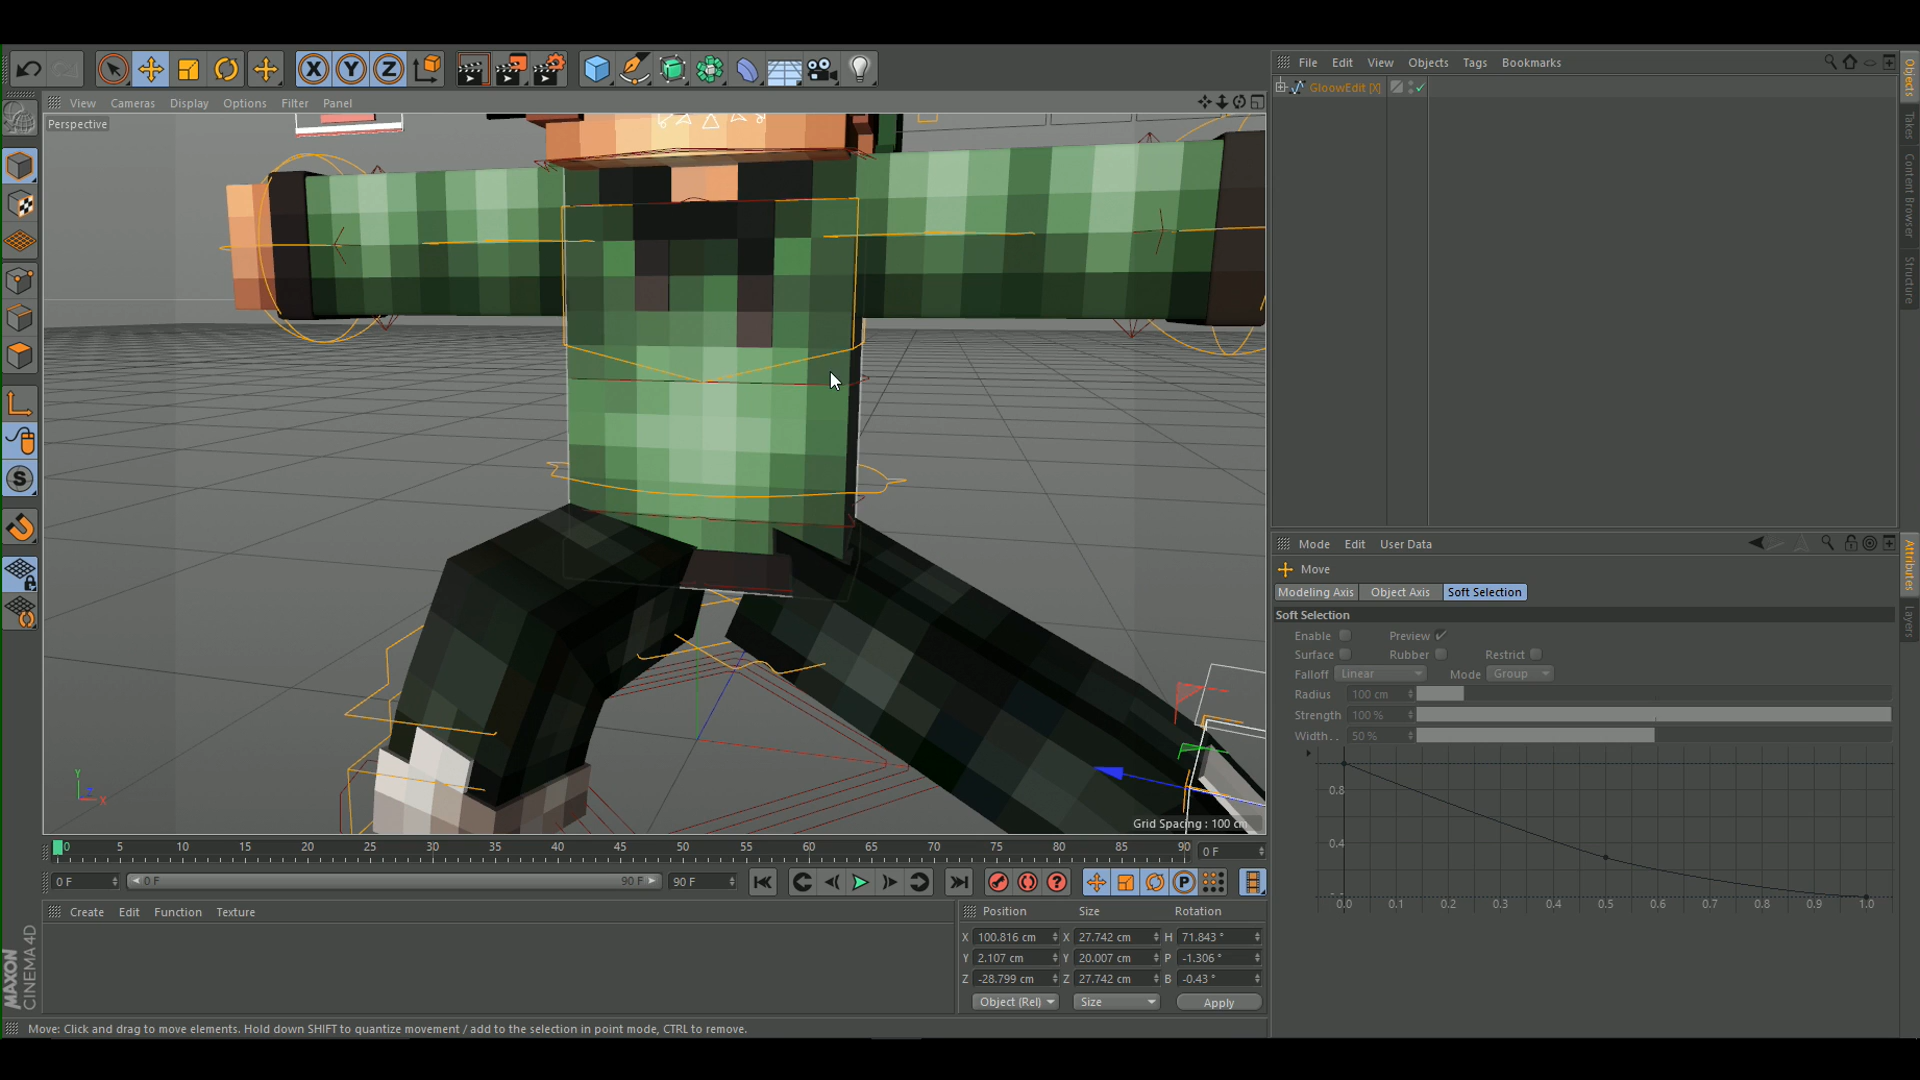 File Edit View Objects Tags Bookmarks
GloowEdit [X]
View Cameras Display Options Filter Panel
Perspective
Objects
Takes
Content Browser
Structure
Mode Edit User Data
Move
Modeling Axis Object Axis Soft Selection
Soft Selection
Enable Preview
Surface Rubber Restrict
Falloff Linear Mode Group
Radius 100 cm
Strength 100 %
Width . . 50 %
0.8
0.4
0.0 0.1 0.2 0.3 0.4 0.5 0.6 0.7 0.8 0.9 1.0
Attributes
Layers
X Y Z
S
Y
Z
X
Grid Spacing : 100 cm
0 5 10 15 20 25 30 35 40 45 50 55 60 65 70 75 80 85 90 0 F
0 F 0 F 90 F 90 F
P
Create Edit Function Texture
Position Size Rotation
X 100.816 cm X 27.742 cm H 71.843 °
Y 2.107 cm Y 20.007 cm P -1.306 °
Z -28.799 cm Z 27.742 cm B -0.43 °
Object (Rel) Size Apply
MAXON
CINEMA 4D
Move: Click and drag to move elements. Hold down SHIFT to quantize movement / add to the selection in point mode, CTRL to remove.